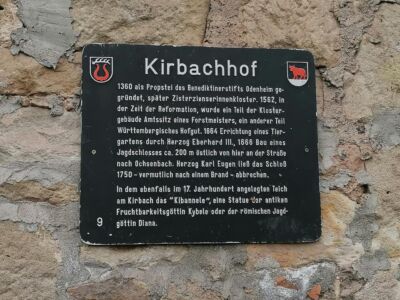 Kirbachhof
1360 als Propstei des Benediktinerstifts Odenheim ge-
gründet, später Zisterzienserinnenkloster. 1562, in
der Zeit der Reformation, wurde ein Teil der Kloster-
gebäude Amtssitz eines Forstmeisters, ein anderer Teil
Württembergisches Hofgut. 1664 Errichtung eines Tier-
gartens durch Herzog Eberhard III., 1666 Bau eines
Jagdschlosses ca. 200 m östlich von hier an der Straße
nach Ochsenbach. Herzog Karl Eugen ließ das Schloß
1750 - vermutlich nach einem Brand - abbrechen.
In dem ebenfalls im 17. Jahrhundert angelegten Teich
am Kirbach das "Kibannele", eine Statue der antiken
Fruchtbarkeitsgöttin Kybele oder der römischen Jagd-
göttin Diana.
9